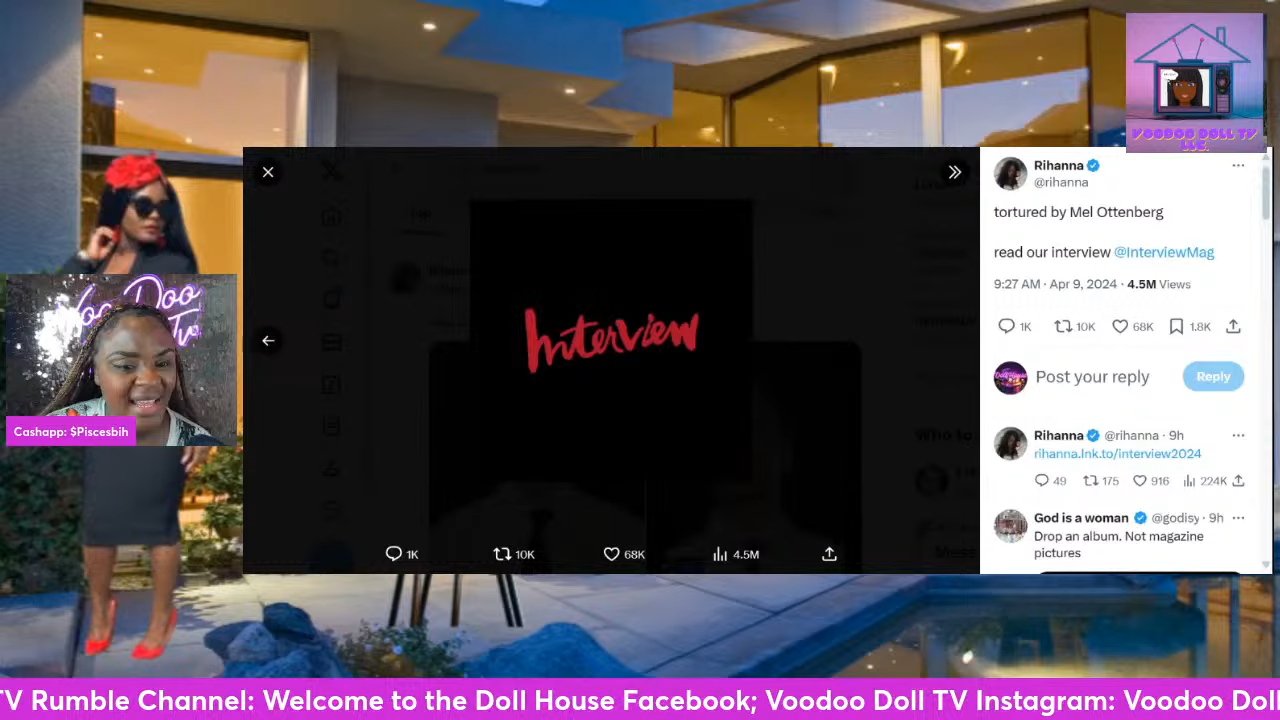 VOODOO DOLL TV
LLC.
Voo Doo
Tv
Cashapp: $Piscesbih
Interview
1K
10K
68K
4.5M
Rihanna
@rihanna
tortured by Mel Ottenberg
read our interview @InterviewMag
9:27 AM · Apr 9, 2024 · 4.5M Views
1K 10K 68K 1.8K
Post your reply
Reply
Rihanna @rihanna · 9h
rihanna.lnk.to/interview2024
49 175 916 224K
God is a woman @godisy · 9h
Drop an album. Not magazine
pictures
TV Rumble Channel: Welcome to the Doll House Facebook; Voodoo Doll TV Instagram: Voodoo Doll